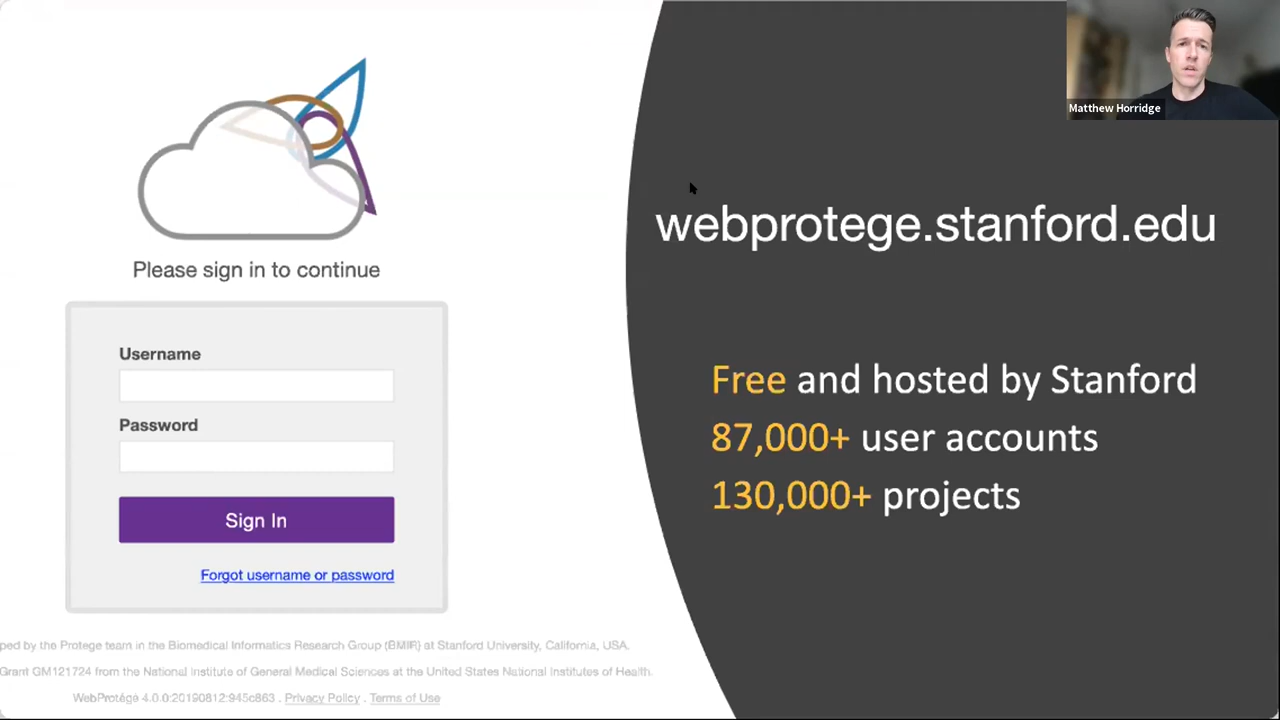 Matthew Horridge
webprotege.stanford.edu
Please sign in to continue
Username
Password
Sign In
Forgot username or password
Free and hosted by Stanford
87,000+ user accounts
130,000+ projects
ped by the Protege team in the Biomedical Informatics Research Group (BMIR) at Stanford University, California, USA.
Grant GM121724 from the National Institute of General Medical Sciences at the United States National Institutes of Health.
WebProtégé 4.0.0:20190812:945c863 . Privacy Policy . Terms of Use